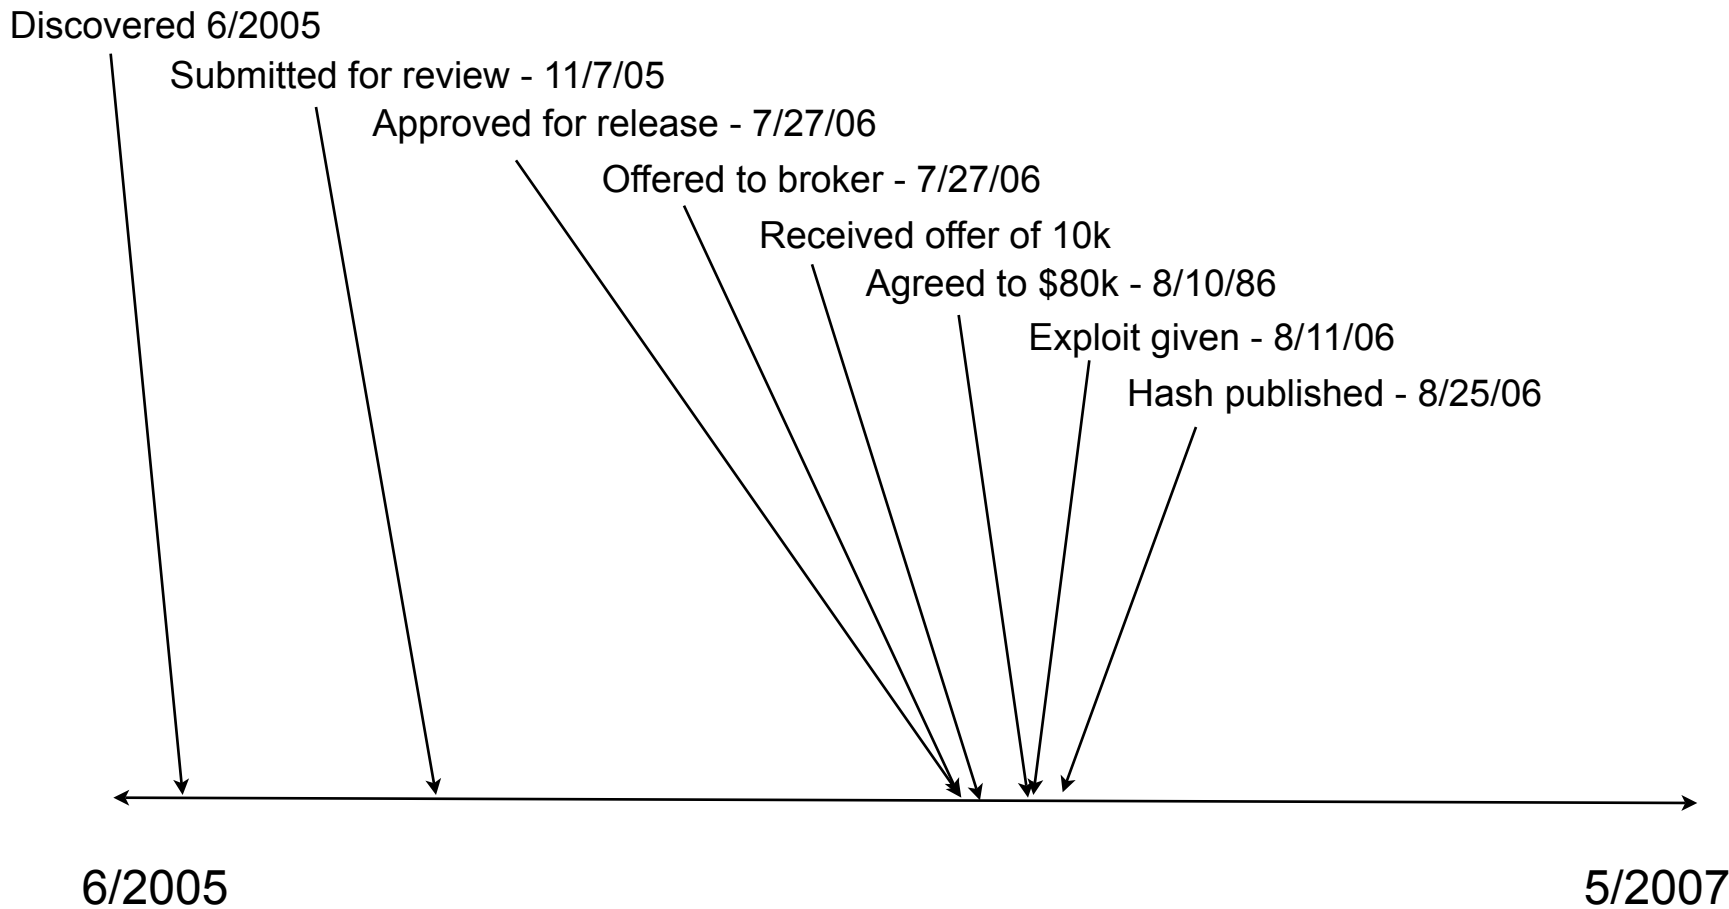 Discovered 6/2005
Submitted for review - 11/7/05
Approved for release - 7/27/06
Offered to broker - 7/27/06
Received offer of 10k
Agreed to $80k - 8/10/86
Exploit given - 8/11/06
Hash published - 8/25/06
6/2005
5/2007